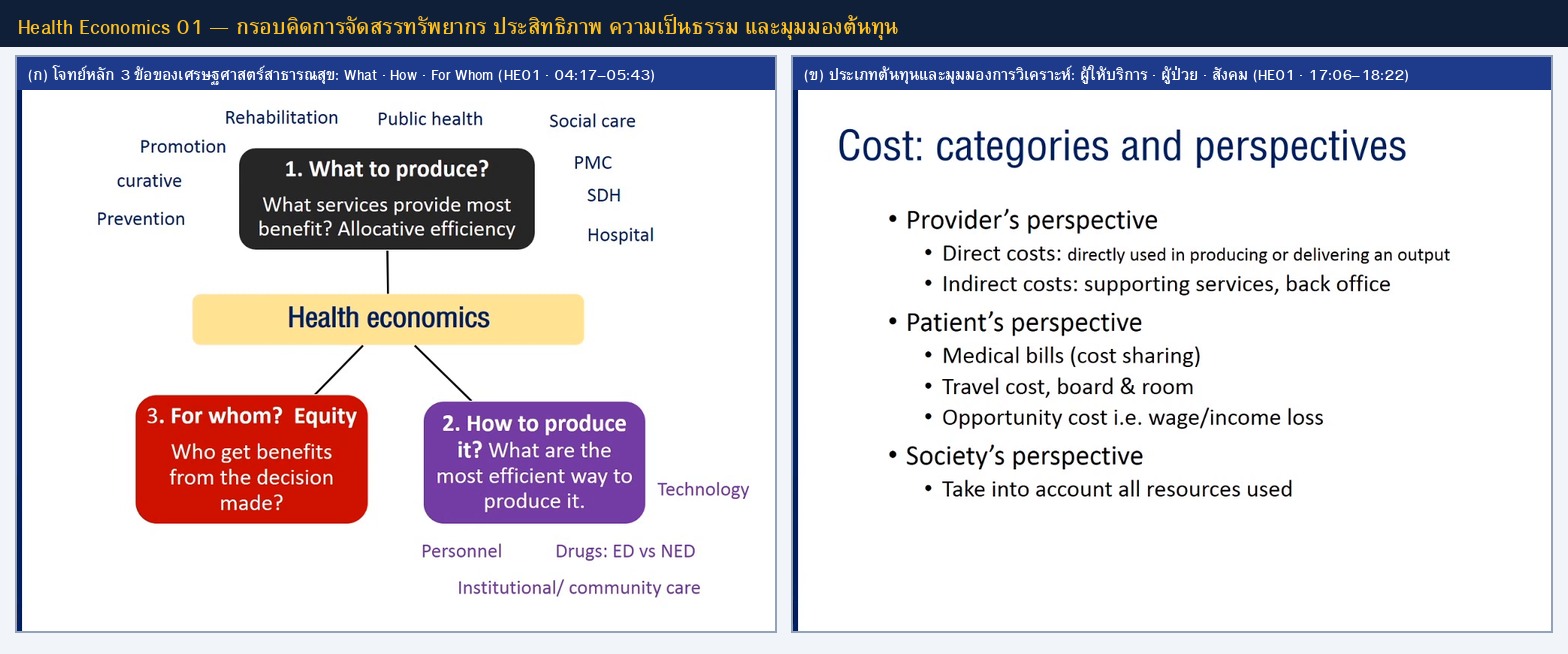 Health Economics 01 — กรอบคิดการจัดสรรทรัพยากร ประสิทธิภาพ ความเป็นธรรม และมุมมองต้นทุน
(ก) โจทย์หลัก 3 ข้อของเศรษฐศาสตร์สาธารณสุข: What · How · For Whom (HE01 · 04:17–05:43)
Rehabilitation
Public health
Social care
Promotion
curative
Prevention
PMC
SDH
Hospital
1. What to produce?
What services provide most
benefit? Allocative efficiency
Health economics
3. For whom? Equity
Who get benefits
from the decision
made?
2. How to produce
it? What are the
most efficient way to
produce it.
Technology
Personnel
Drugs: ED vs NED
Institutional/ community care
(ข) ประเภทต้นทุนและมุมมองการวิเคราะห์: ผู้ให้บริการ · ผู้ป่วย · สังคม (HE01 · 17:06–18:22)
Cost: categories and perspectives
• Provider’s perspective
• Direct costs: directly used in producing or delivering an output
• Indirect costs: supporting services, back office
• Patient’s perspective
• Medical bills (cost sharing)
• Travel cost, board & room
• Opportunity cost i.e. wage/income loss
• Society’s perspective
• Take into account all resources used